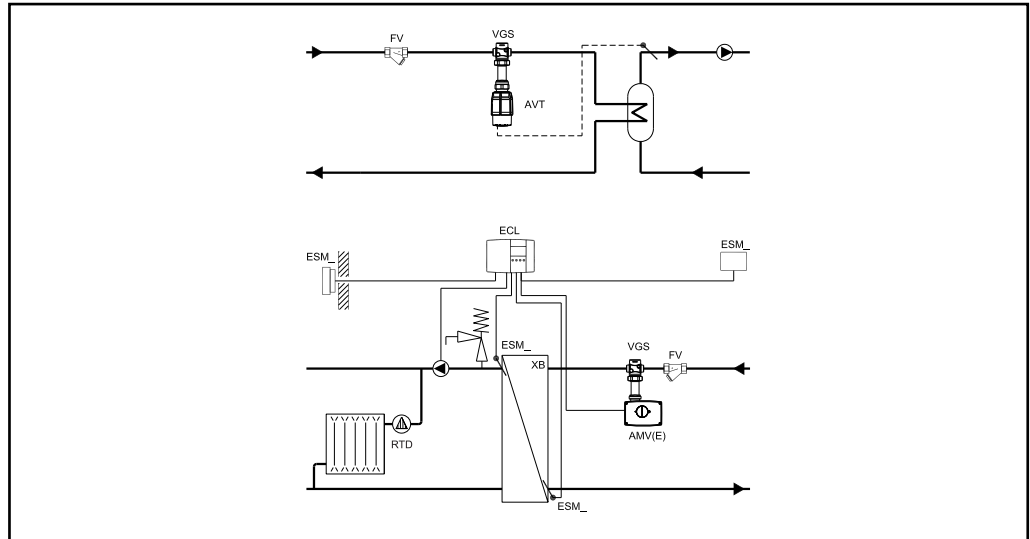 FV
VGS
AVT
ECL
ESM_
ESM_
ESM_
XB
VGS
FV
RTD
AMV(E)
ESM_